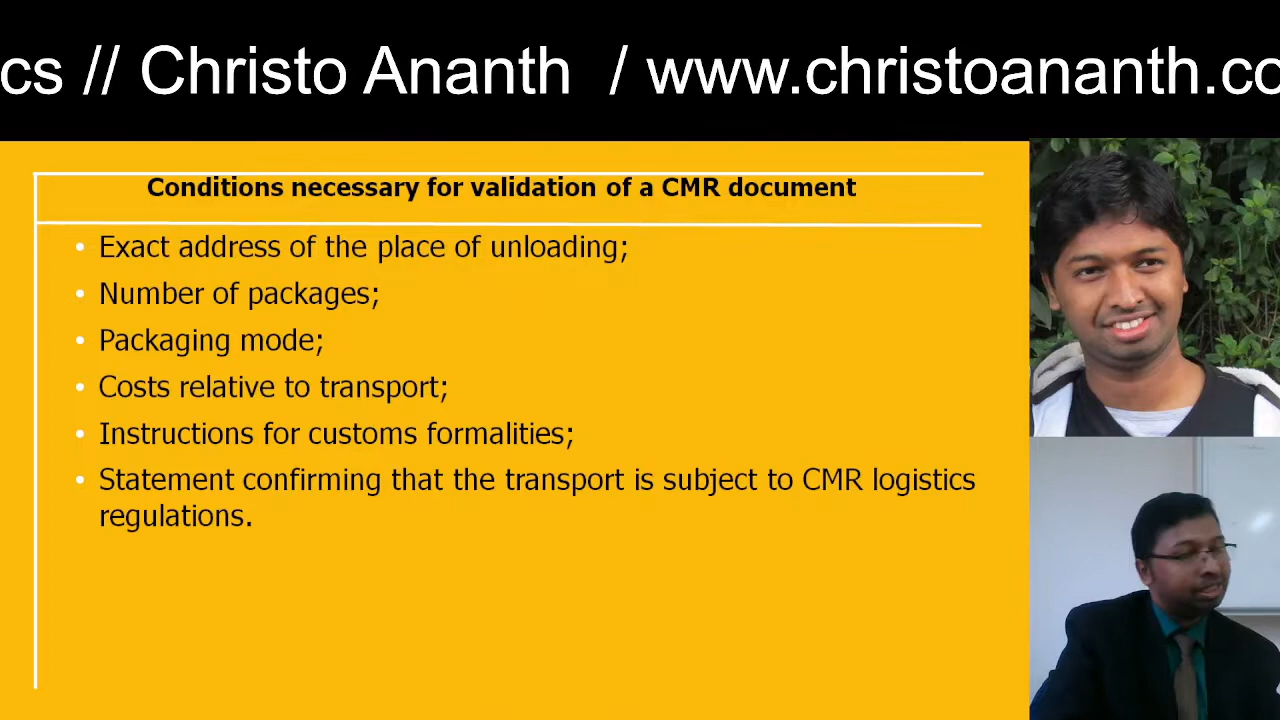 cs // Christo Ananth / www.christoananth.co
Conditions necessary for validation of a CMR document
• Exact address of the place of unloading;
• Number of packages;
• Packaging mode;
• Costs relative to transport;
• Instructions for customs formalities;
• Statement confirming that the transport is subject to CMR logistics
regulations.